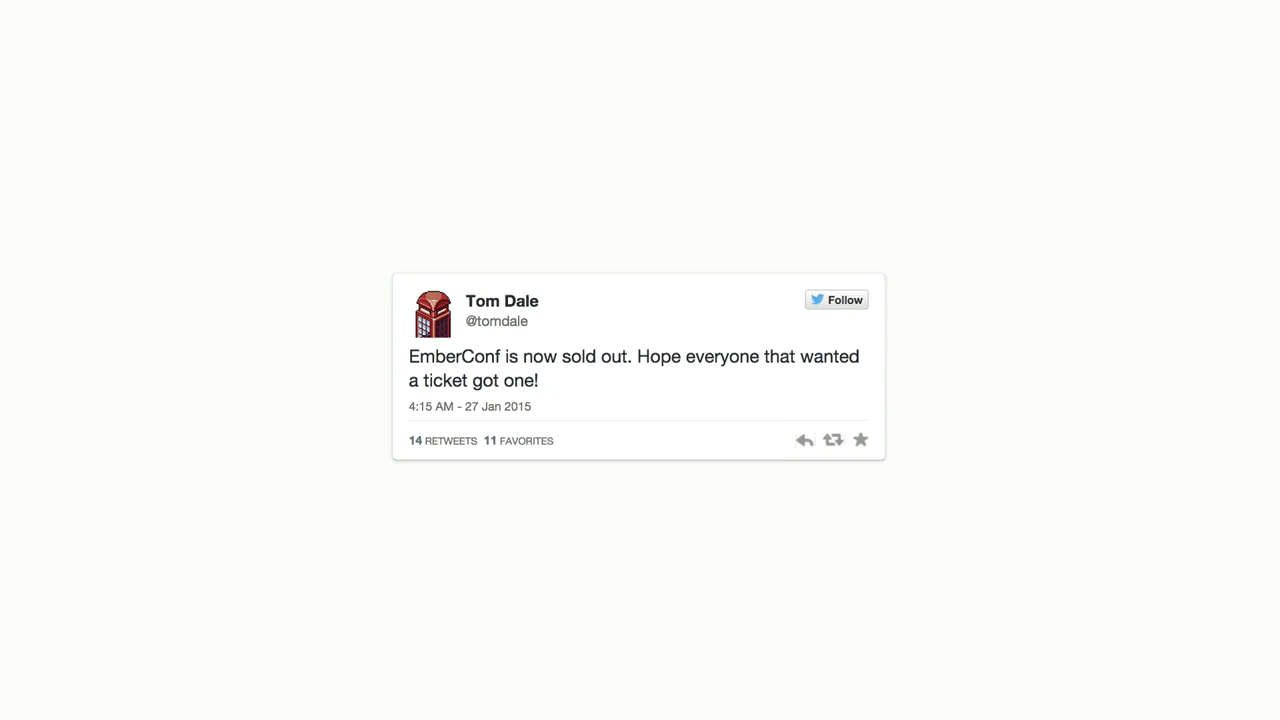 Tom Dale
Follow
@tomdale
EmberConf is now sold out. Hope everyone that wanted
a ticket got one!
4:15 AM - 27 Jan 2015
14 RETWEETS 11 FAVORITES